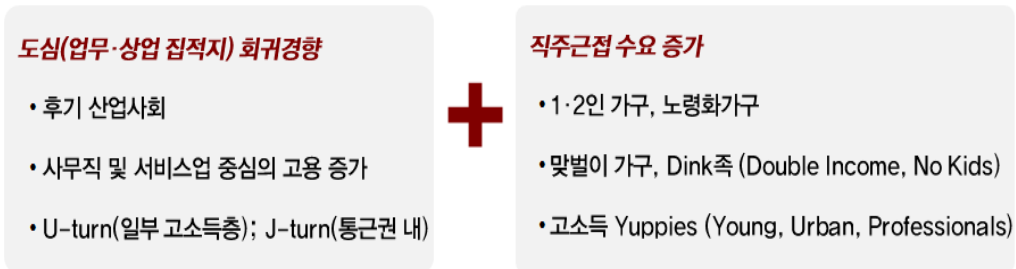 도심(업무·상업 집적지) 회귀경향
• 후기 산업사회
• 사무직 및 서비스업 중심의 고용 증가
• U-turn(일부 고소득층); J-turn(통근권 내)
+
직주근접 수요 증가
• 1·2인 가구, 노령화가구
• 맞벌이 가구, Dink족 (Double Income, No Kids)
• 고소득 Yuppies (Young, Urban, Professionals)